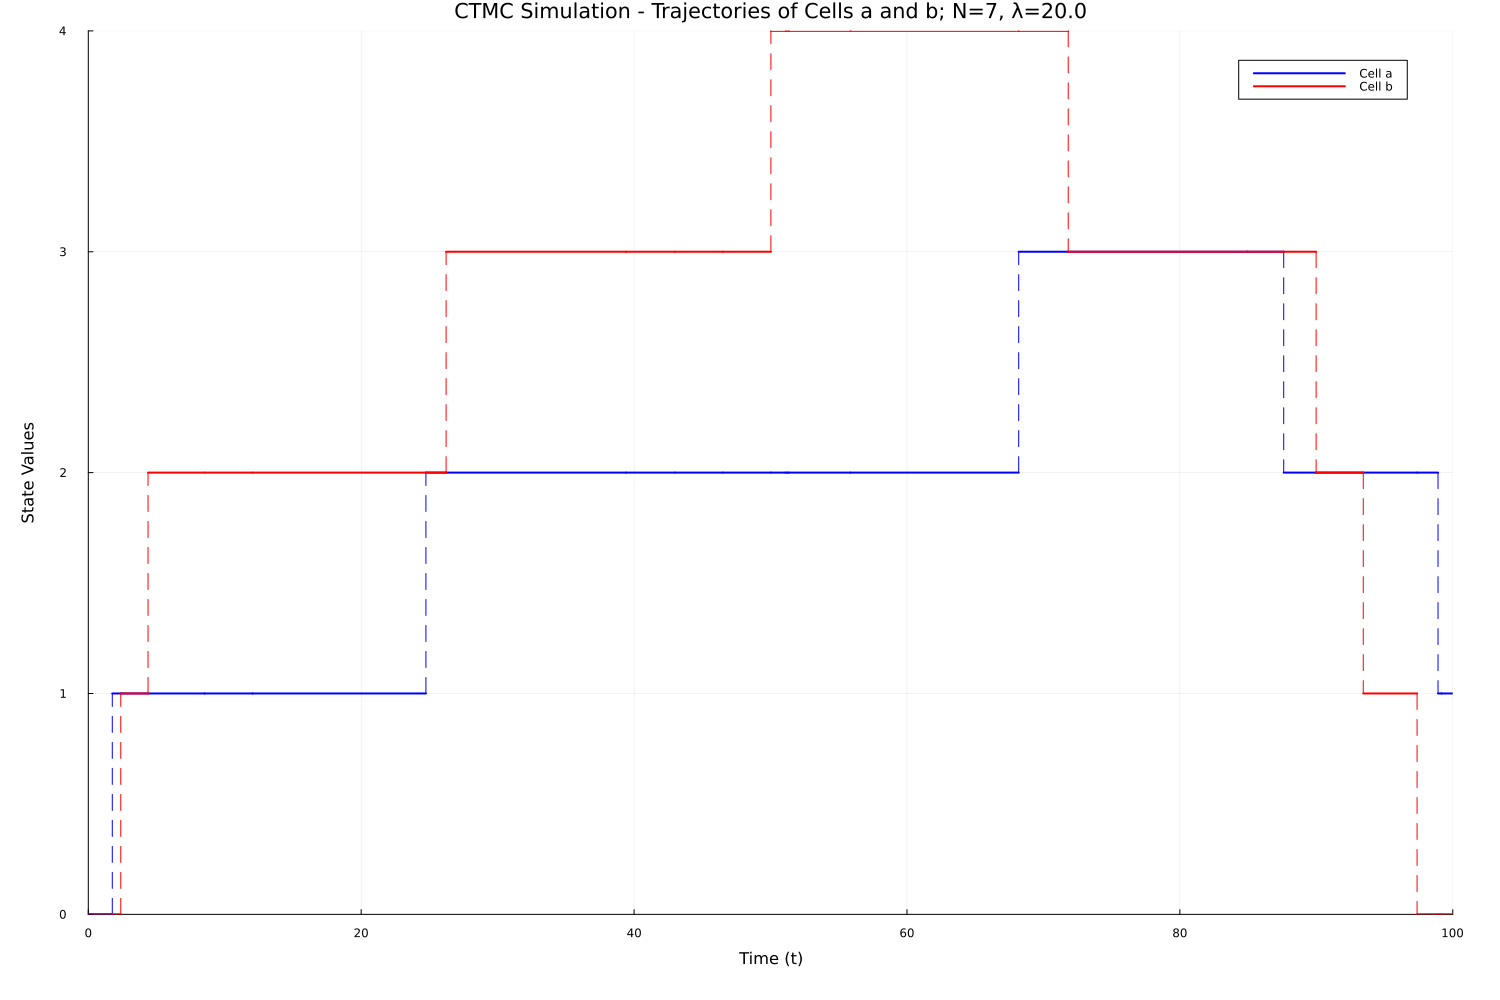 CTMC Simulation - Trajectories of Cells a and b; N=7, λ=20.0
Cell a
Cell b
State Values
4
3
2
1
0
0 20 40 60 80 100
Time (t)